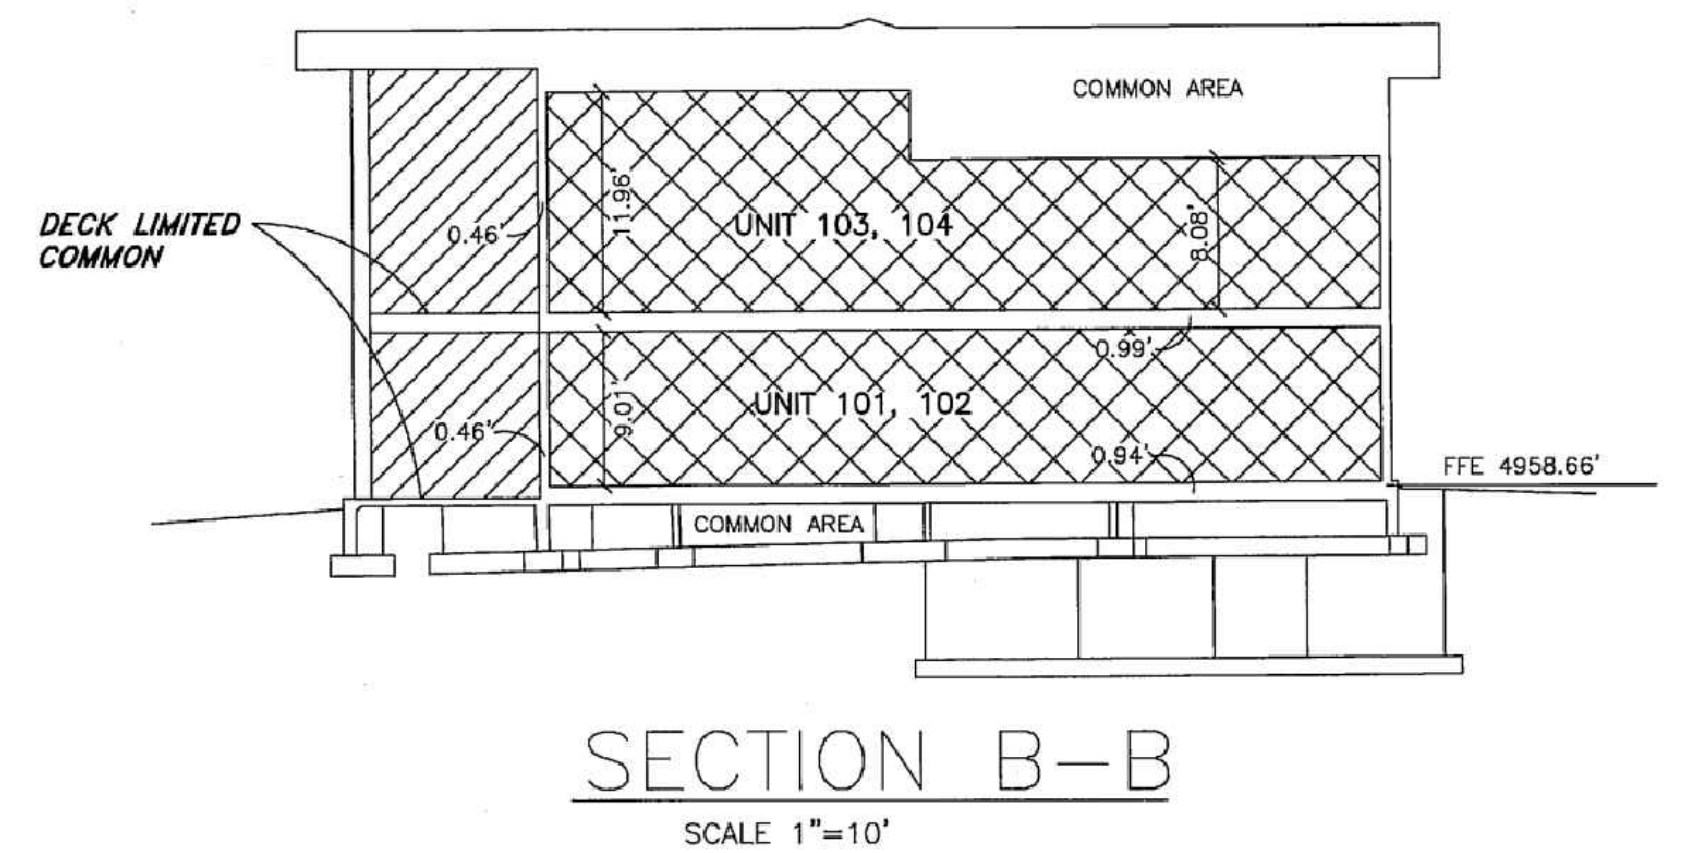 COMMON AREA
DECK LIMITED
COMMON
0.46'
11.96'
UNIT 103, 104
8.08'
0.99'
UNIT 101, 102
9.01'
0.46'
0.94'
FFE 4958.66'
COMMON AREA
SECTION B-B
SCALE 1"=10'